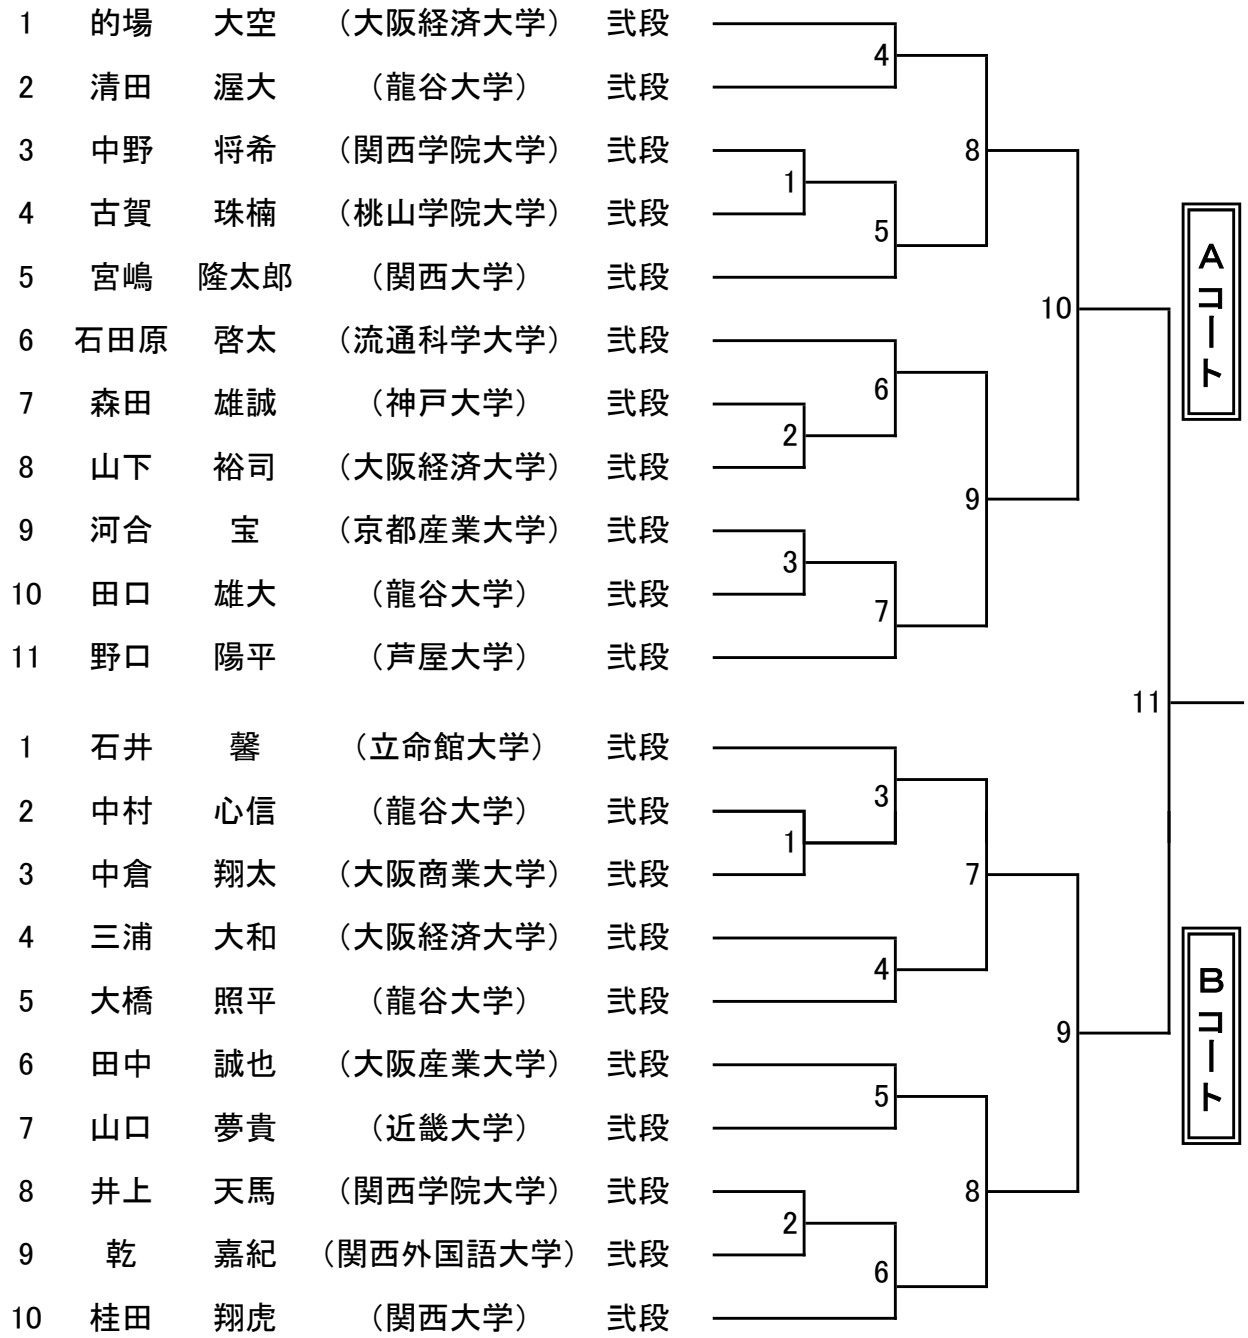 1 的場 大空 （大阪経済大学） 弐段
2 清田 渥大 （龍谷大学） 弐段
3 中野 将希 （関西学院大学） 弐段
4 古賀 珠楠 （桃山学院大学） 弐段
5 宮嶋 隆太郎 （関西大学） 弐段
6 石田原 啓太 （流通科学大学） 弐段
7 森田 雄誠 （神戸大学） 弐段
8 山下 裕司 （大阪経済大学） 弐段
9 河合 宝 （京都産業大学） 弐段
10 田口 雄大 （龍谷大学） 弐段
11 野口 陽平 （芦屋大学） 弐段
4
8
1
5
10
6
2
9
3
7
Aコート
11
1 石井 馨 （立命館大学） 弐段
2 中村 心信 （龍谷大学） 弐段
3 中倉 翔太 （大阪商業大学） 弐段
4 三浦 大和 （大阪経済大学） 弐段
5 大橋 照平 （龍谷大学） 弐段
6 田中 誠也 （大阪産業大学） 弐段
7 山口 夢貴 （近畿大学） 弐段
8 井上 天馬 （関西学院大学） 弐段
9 乾 嘉紀 （関西外国語大学） 弐段
10 桂田 翔虎 （関西大学） 弐段
3
1
7
4
9
5
8
2
6
Bコート